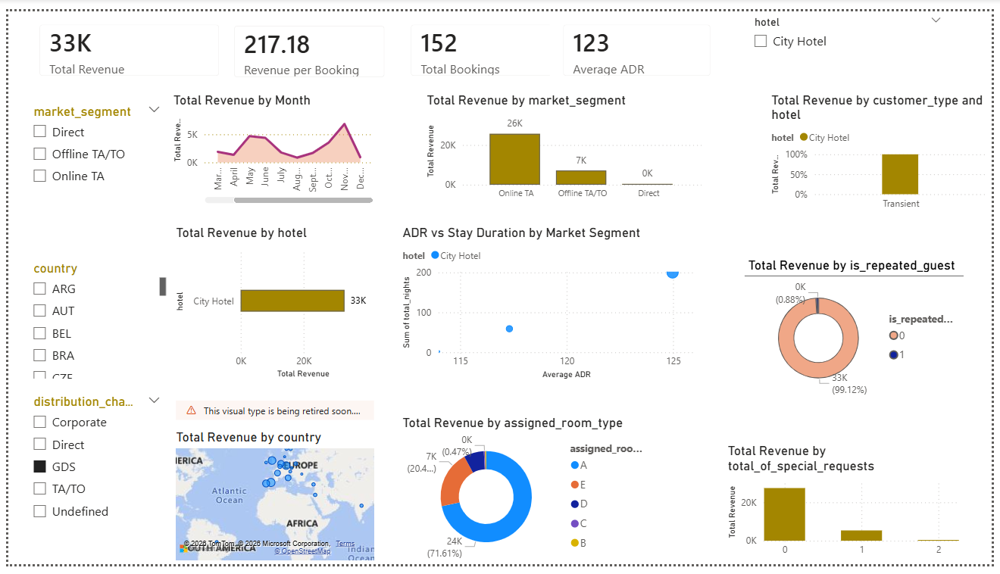 33K
Total Revenue
217.18
Revenue per Booking
152
Total Bookings
123
Average ADR
hotel
City Hotel
market_segment
Direct
Offline TA/TO
Online TA
Total Revenue by Month
Total Reve...
5K
0K
Mar...
April
May
June
July
Aug...
Sept...
Oct...
Nov...
Dec...
Total Revenue by market_segment
Total Revenue
20K
0K
26K
7K
0K
Online TA
Offline TA/TO
Direct
Total Revenue by customer_type and
hotel
hotel City Hotel
Total Rev...
100%
50%
0%
Transient
country
ARG
AUT
BEL
BRA
CZE
Total Revenue by hotel
hotel
City Hotel
33K
0K
20K
Total Revenue
ADR vs Stay Duration by Market Segment
hotel City Hotel
Sum of total_nights
200
100
0
115
120
125
Average ADR
Total Revenue by is_repeated_guest
0K
(0.88%)
33K
(99.12%)
is_repeated...
0
1
distribution_cha...
Corporate
Direct
GDS
TA/TO
Undefined
This visual type is being retired soon....
Total Revenue by country
ERICA
EUROPE
Atlantic
Ocean
AFRICA
SOUTH AMERICA
Indian
Ocean
© 2026 TomTom, © 2026 Microsoft Corporation, Terms
© OpenStreetMap
Total Revenue by assigned_room_type
0K
(0.47%)
7K
(20.4...)
24K
(71.61%)
assigned_roo...
A
E
D
C
B
Total Revenue by
total_of_special_requests
Total Revenue
20K
0K
0
1
2